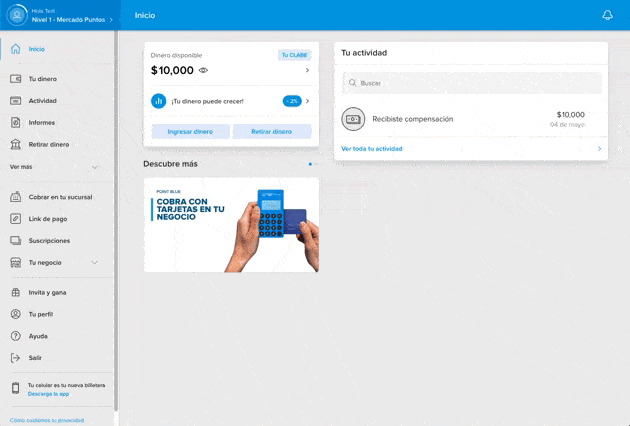 Hola Test
Nivel 1 - Mercado Puntos
Inicio
Inicio
Tu dinero
Actividad
Informes
Retirar dinero
Ver más
Cobrar en tu sucursal
Link de pago
Suscripciones
Tu negocio
Invita y gana
Tu perfil
Ayuda
Salir
Tu celular es tu nueva billetera
Descarga la app
Cómo cuidamos tu privacidad
Dinero disponible
Tu CLABE
$10,000
¡Tu dinero puede crecer!
Ingresar dinero
Retirar dinero
Descubre más
POINT BLUE
COBRA CON
TARJETAS EN TU
NEGOCIO
Tu actividad
Buscar
Recibiste compensación
$10,000
04 de mayo
Ver toda tu actividad